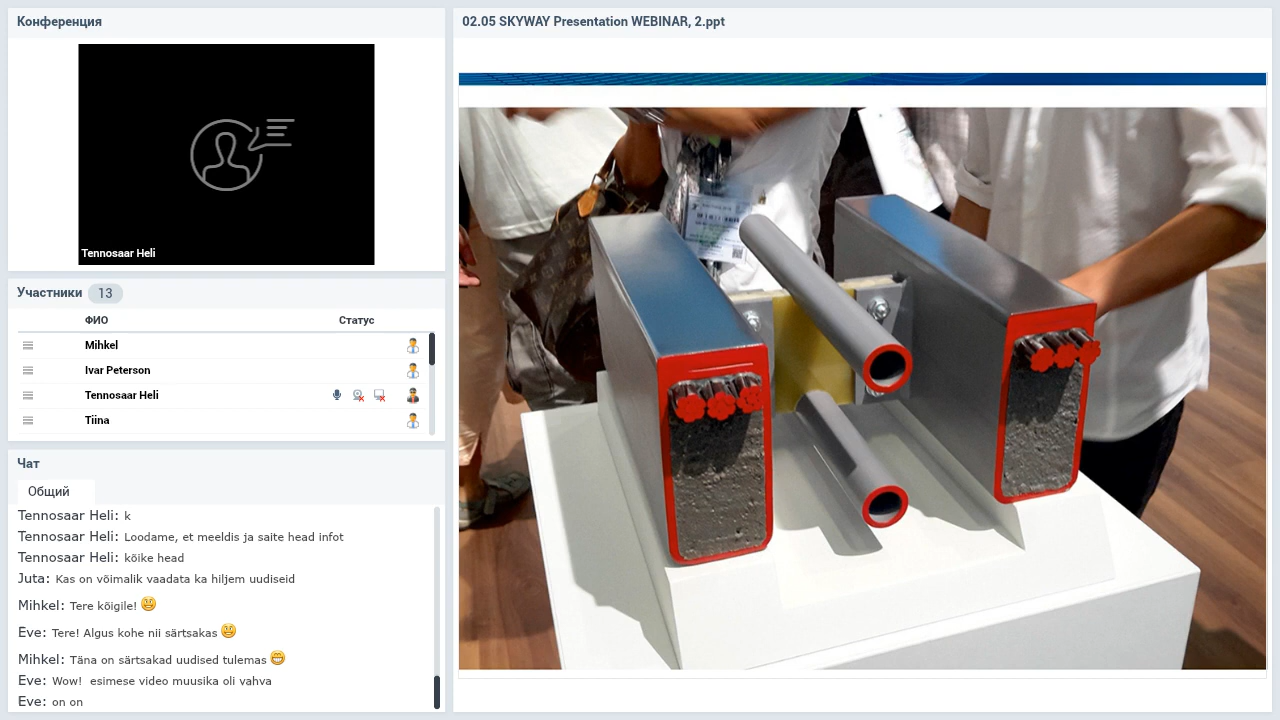 Конференция
Tennosaar Heli
Участники 13
ФИО Статус
Mihkel
Ivar Peterson
Tennosaar Heli
Tiina
Чат
Общий
Tennosaar Heli: k
Tennosaar Heli: Loodame, et meeldis ja saite head infot
Tennosaar Heli: kõike head
Juta: Kas on võimalik vaadata ka hiljem uudiseid
Mihkel: Tere kõigile!
Eve: Tere! Algus kohe nii särtsakas
Mihkel: Täna on särtsakad uudised tulemas
Eve: Wow! esimese video muusika oli vahva
Eve: on on
02.05 SKYWAY Presentation WEBINAR, 2.ppt